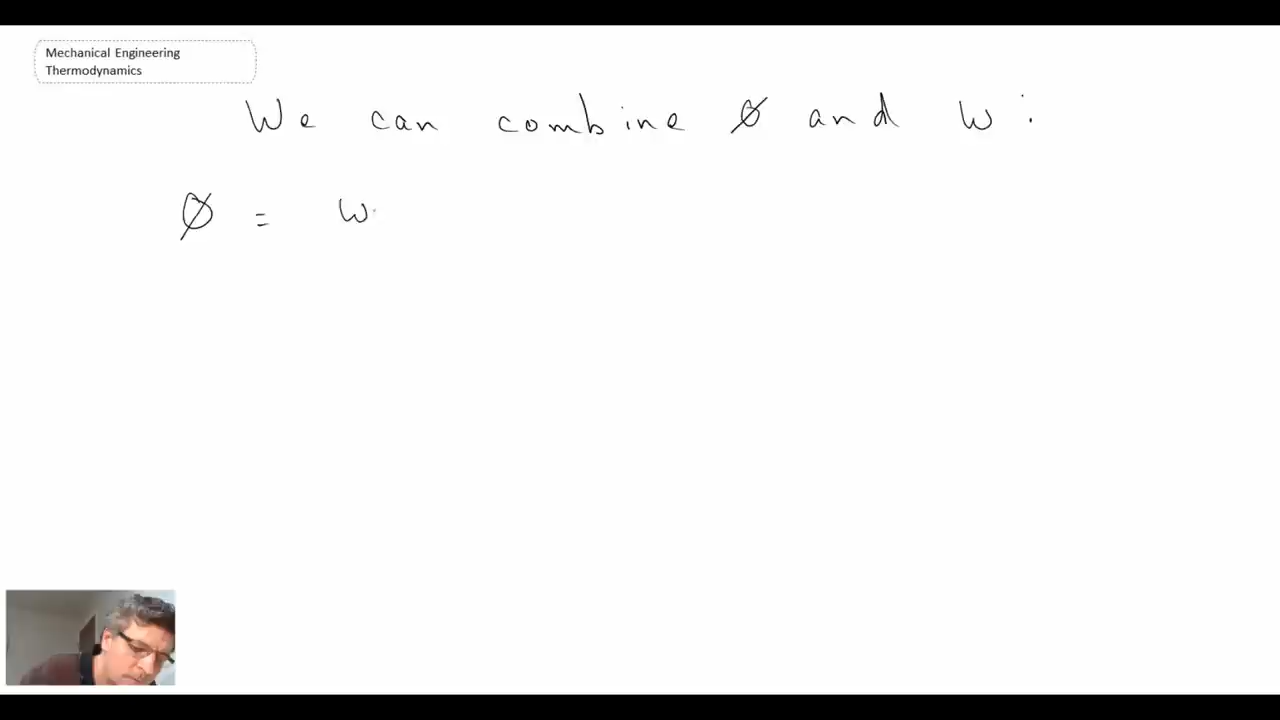 Mechanical Engineering
Thermodynamics
We can combine ϕ and w :
ϕ = w